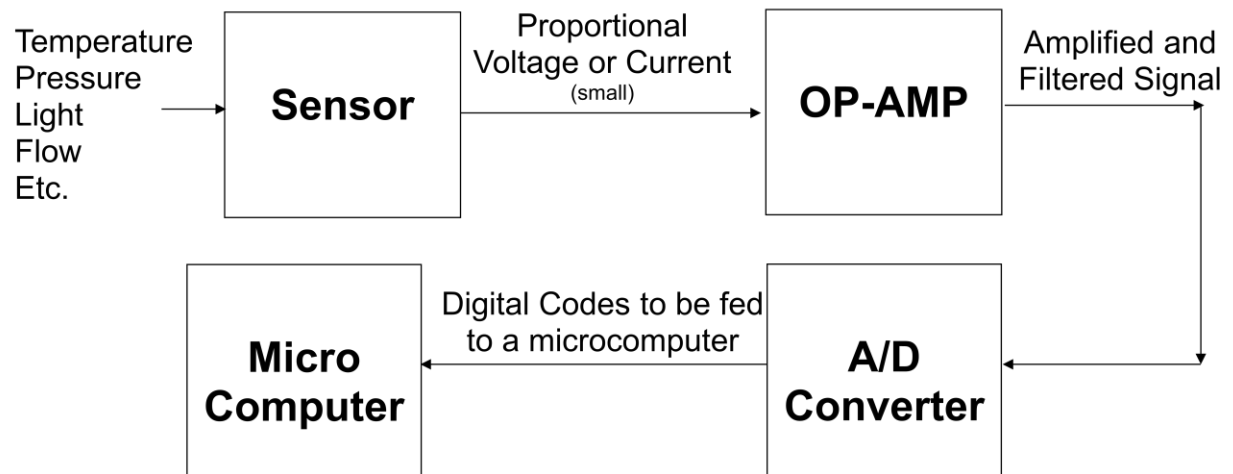 Temperature
Pressure
Light
Flow
Etc.
Sensor
Proportional
Voltage or Current
(small)
OP-AMP
Amplified and
Filtered Signal
A/D
Converter
Digital Codes to be fed
to a microcomputer
Micro
Computer